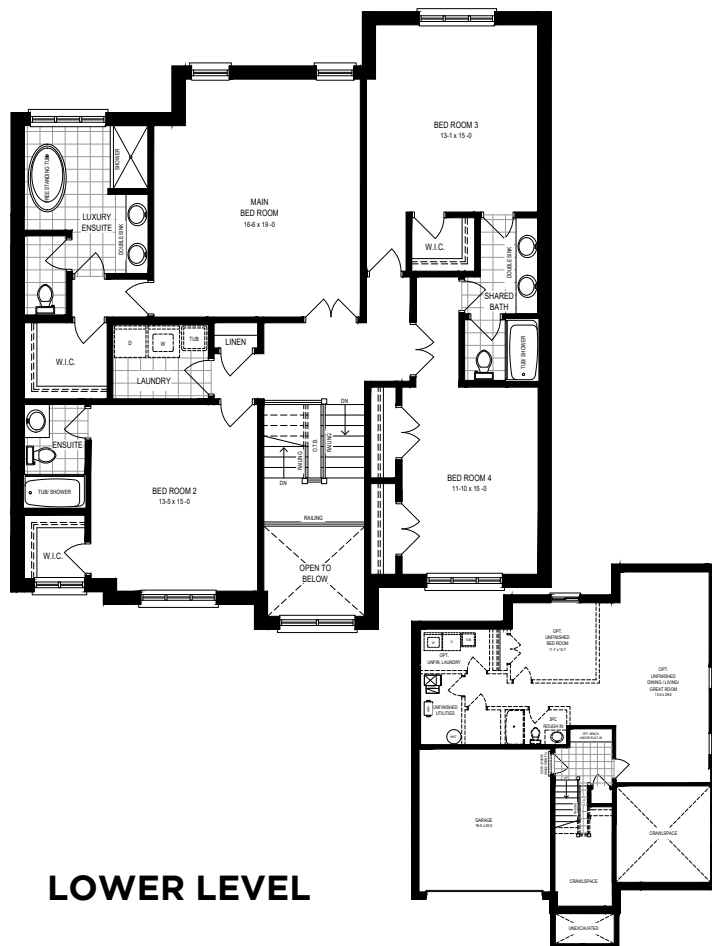 BED ROOM 3
13-1 x 15 -0
MAIN
BED ROOM
16-6 x 19 -0
FREE STANDING TUB
SHOWER
LUXURY
ENSUITE
DOUBLE SINK
W.I.C.
DOUBLE SINK
SHARED
BATH
TUB/ SHOWER
W.I.C.
D
W
TUB
LAUNDRY
LINEN
ENSUITE
TUB/ SHOWER
W.I.C.
BED ROOM 2
13-5 x 15 -0
DN
RAILING
O.T.B.
RAILING
DN
RAILING
OPEN TO
BELOW
BED ROOM 4
11-10 x 15 -0
TUB
OPT.
UNFIN. LAUNDRY
OPT.
UNFINISHED
BED ROOM
OPT.
UNFINISHED
DINING / LIVING/
GREAT ROOM
UNFINISHED
UTILITIES
3PC
ROUGH IN
GARAGE
CRAWLSPACE
CRAWLSPACE
UNEXCAVATED
LOWER LEVEL